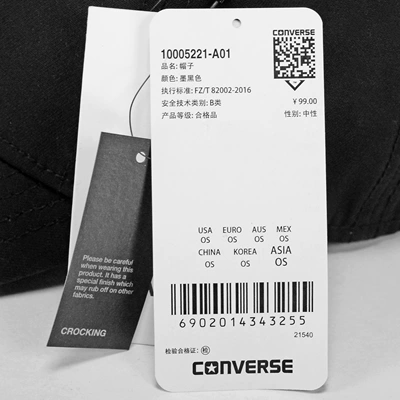 CONVERSE
10005221-A01
品名: 帽子
颜色: 墨黑色
执行标准: FZ/T 82002-2016
安全技术类别: B类
产品等级: 合格品
¥ 99.00
性别: 中性
USA EURO AUS MEX
OS OS OS OS
CHINA KOREA ASIA
OS OS OS
6902014343255
21540
检验合格证: 检
CONVERSE
Please be careful
when wearing this
product. It has a
special finish which
may rub off on other
fabrics.
CROCKING